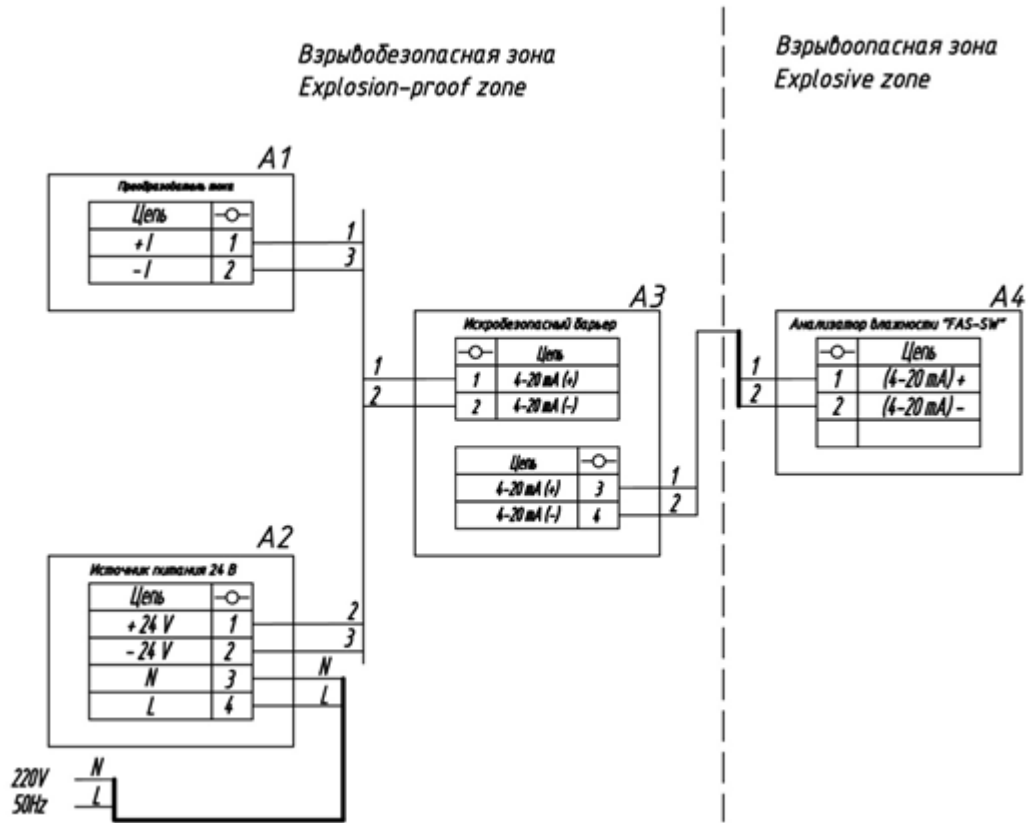 Взрывобезопасная зона
Explosion-proof zone
Взрывоопасная зона
Explosive zone
A1
Преобразователь тока
Цепь
+I 1
-I 2
1
3
A3
Искробезопасный барьер
Цепь
1 4-20 mA (+)
2 4-20 mA (-)
1
2
Цепь
4-20 mA (+) 3
4-20 mA (-) 4
1
2
A4
Анализатор влажности "FAS-SW"
Цепь
1 (4-20 mA) +
2 (4-20 mA) -
1
2
A2
Источник питания 24 В
Цепь
+24 V 1
-24 V 2
N 3
L 4
2
3
N
L
220V N
50Hz L